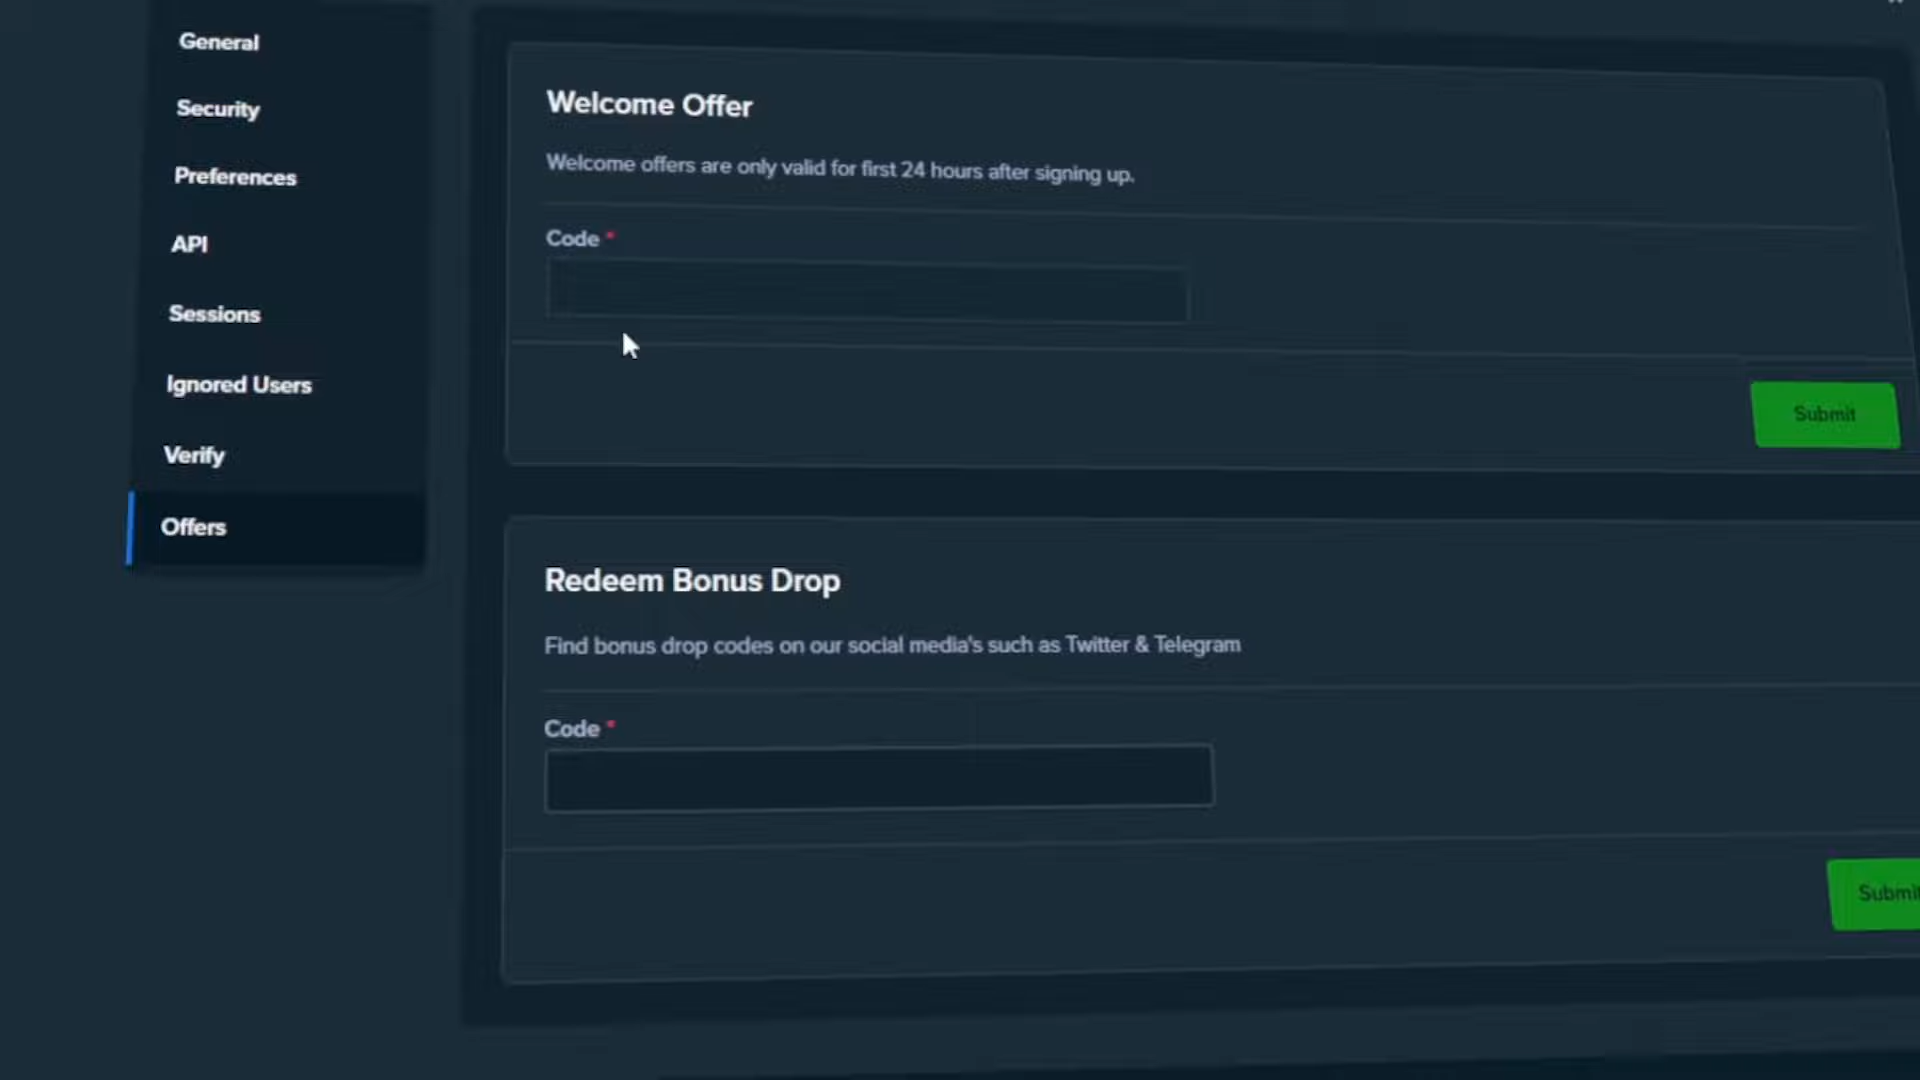 General
Security
Preferences
API
Sessions
Ignored Users
Verify
Offers
Welcome Offer
Welcome offers are only valid for first 24 hours after signing up.
Code *
Submit
Redeem Bonus Drop
Find bonus drop codes on our social media's such as Twitter & Telegram
Code *
Submit